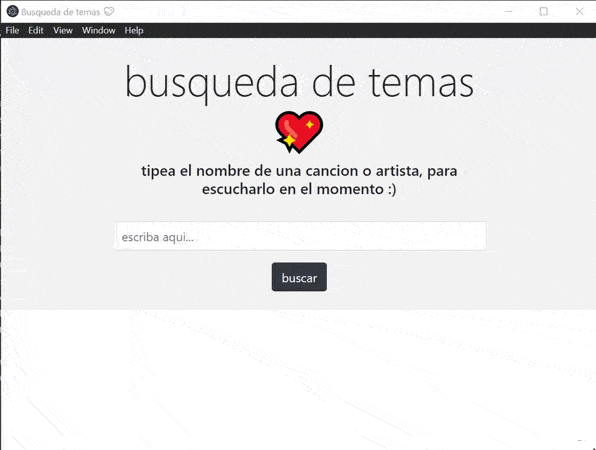 Busqueda de temas
File Edit View Window Help
busqueda de temas
tipea el nombre de una cancion o artista, para
escucharlo en el momento :)
escriba aqui...
buscar